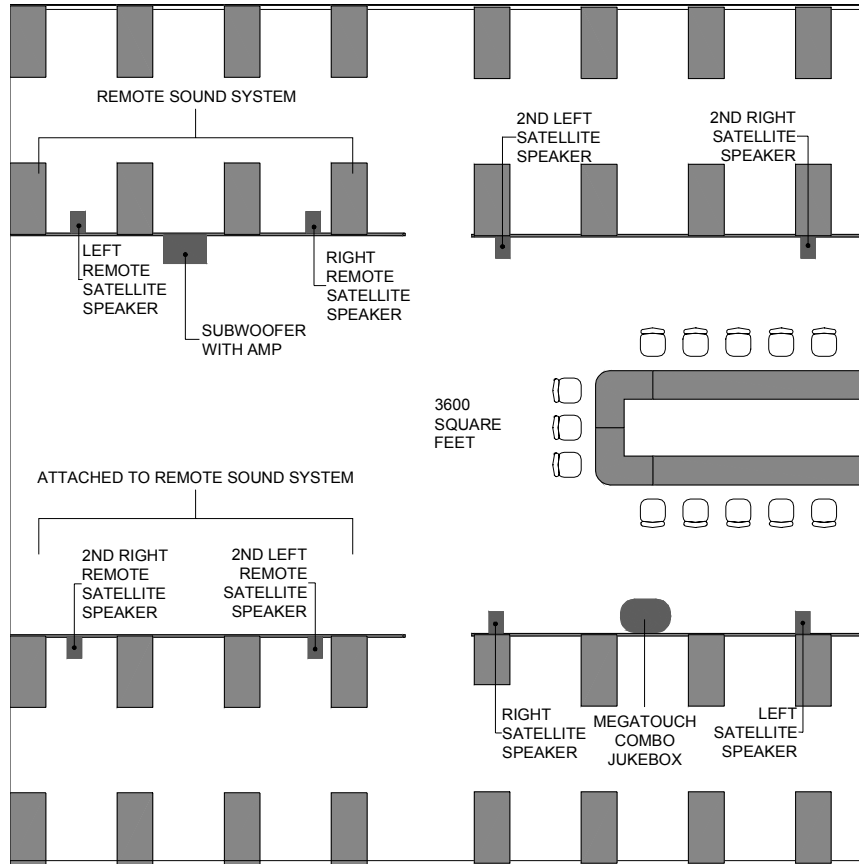 REMOTE SOUND SYSTEM
2ND LEFT
SATELLITE
SPEAKER
2ND RIGHT
SATELLITE
SPEAKER
LEFT
REMOTE
SATELLITE
SPEAKER
SUBWOOFER
WITH AMP
RIGHT
REMOTE
SATELLITE
SPEAKER
3600
SQUARE
FEET
ATTACHED TO REMOTE SOUND SYSTEM
2ND RIGHT
REMOTE
SATELLITE
SPEAKER
2ND LEFT
REMOTE
SATELLITE
SPEAKER
RIGHT
SATELLITE
SPEAKER
MEGATOUCH
COMBO
JUKEBOX
LEFT
SATELLITE
SPEAKER